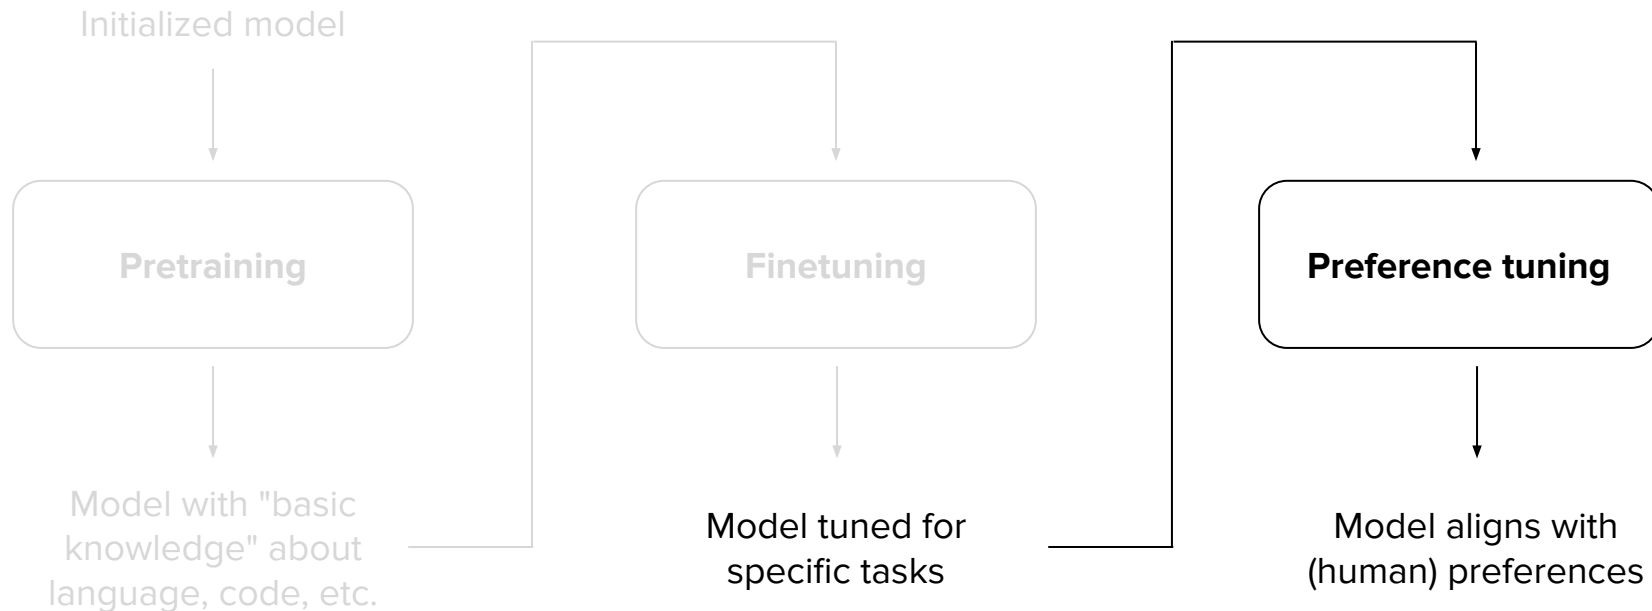 Initialized model
Pretraining
Model with "basic
knowledge" about
language, code, etc.
Finetuning
Model tuned for
specific tasks
Preference tuning
Model aligns with
(human) preferences